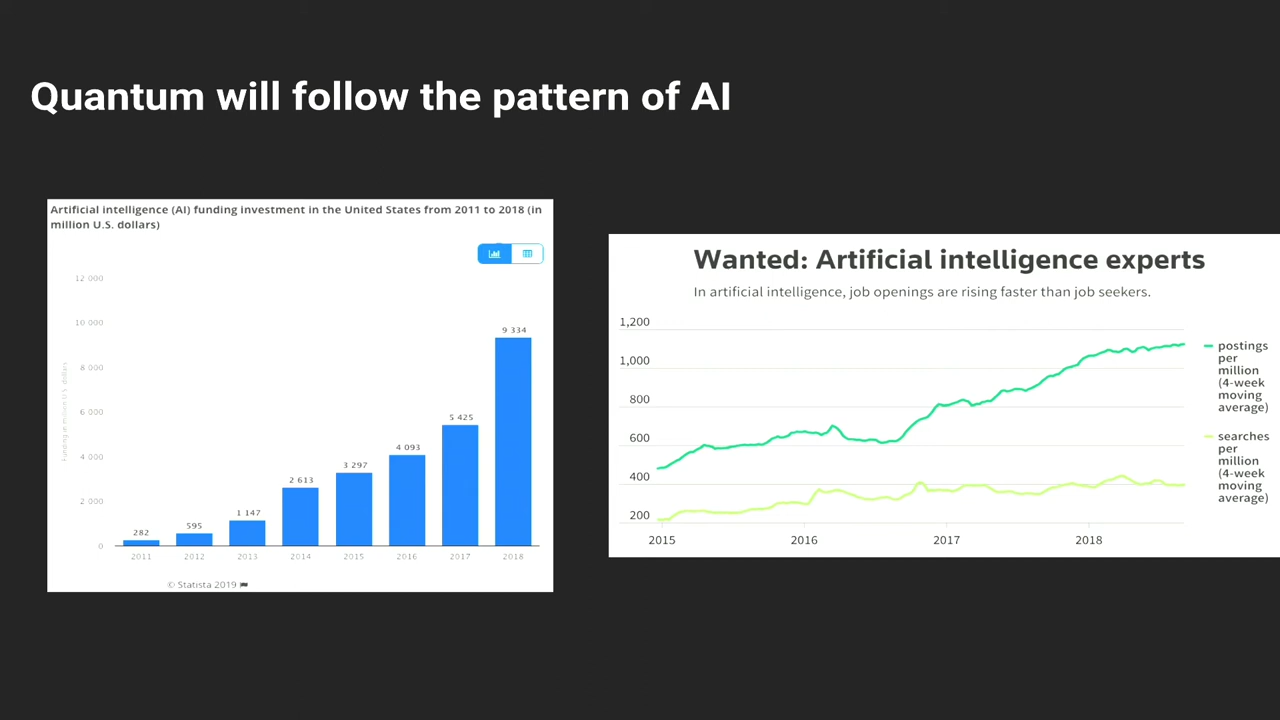 Quantum will follow the pattern of AI
Artificial intelligence (AI) funding investment in the United States from 2011 to 2018 (in
million U.S. dollars)
12 000
10 000
8 000
6 000
4 000
2 000
0
Funding in million U.S. dollars
282
595
1 147
2 613
3 297
4 093
5 425
9 334
2011
2012
2013
2014
2015
2016
2017
2018
© Statista 2019
Wanted: Artificial intelligence experts
In artificial intelligence, job openings are rising faster than job seekers.
1,200
1,000
800
600
400
200
2015
2016
2017
2018
postings
per
million
(4-week
moving
average)
searches
per
million
(4-week
moving
average)